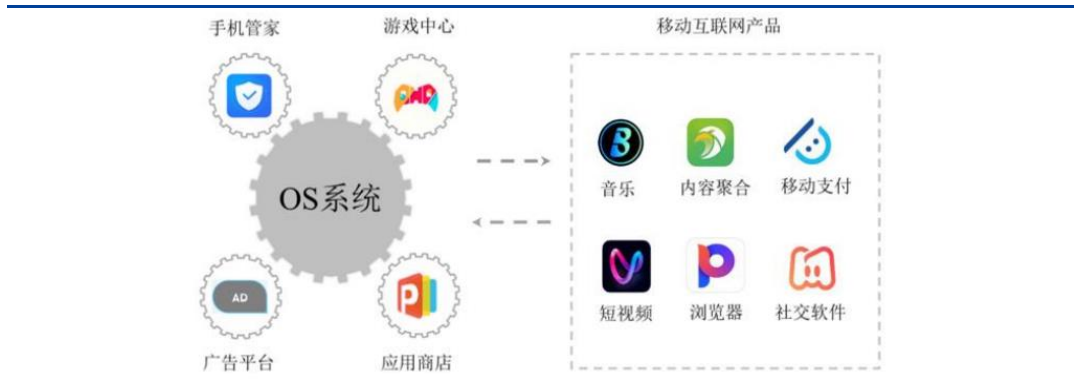 手机管家
游戏中心
移动互联网产品
OS系统
音乐
内容聚合
移动支付
AD
短视频
浏览器
社交软件
广告平台
应用商店